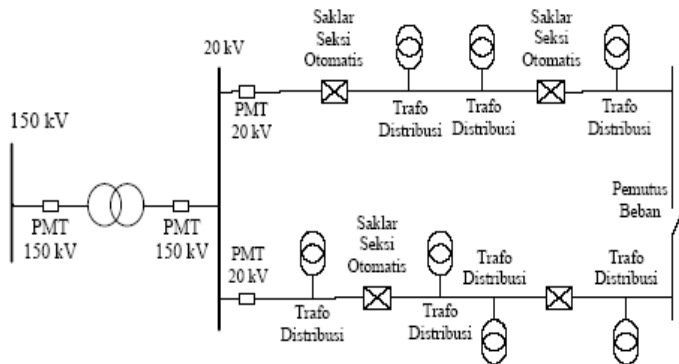 150 kV
PMT
150 kV
PMT
150 kV
20 kV
PMT
20 kV
Saklar
Seksi
Otomatis
Trafo
Distribusi
Trafo
Distribusi
Saklar
Seksi
Otomatis
Trafo
Distribusi
Pemutus
Beban
PMT
20 kV
Trafo
Distribusi
Saklar
Seksi
Otomatis
Trafo
Distribusi
Trafo
Distribusi
Trafo
Distribusi